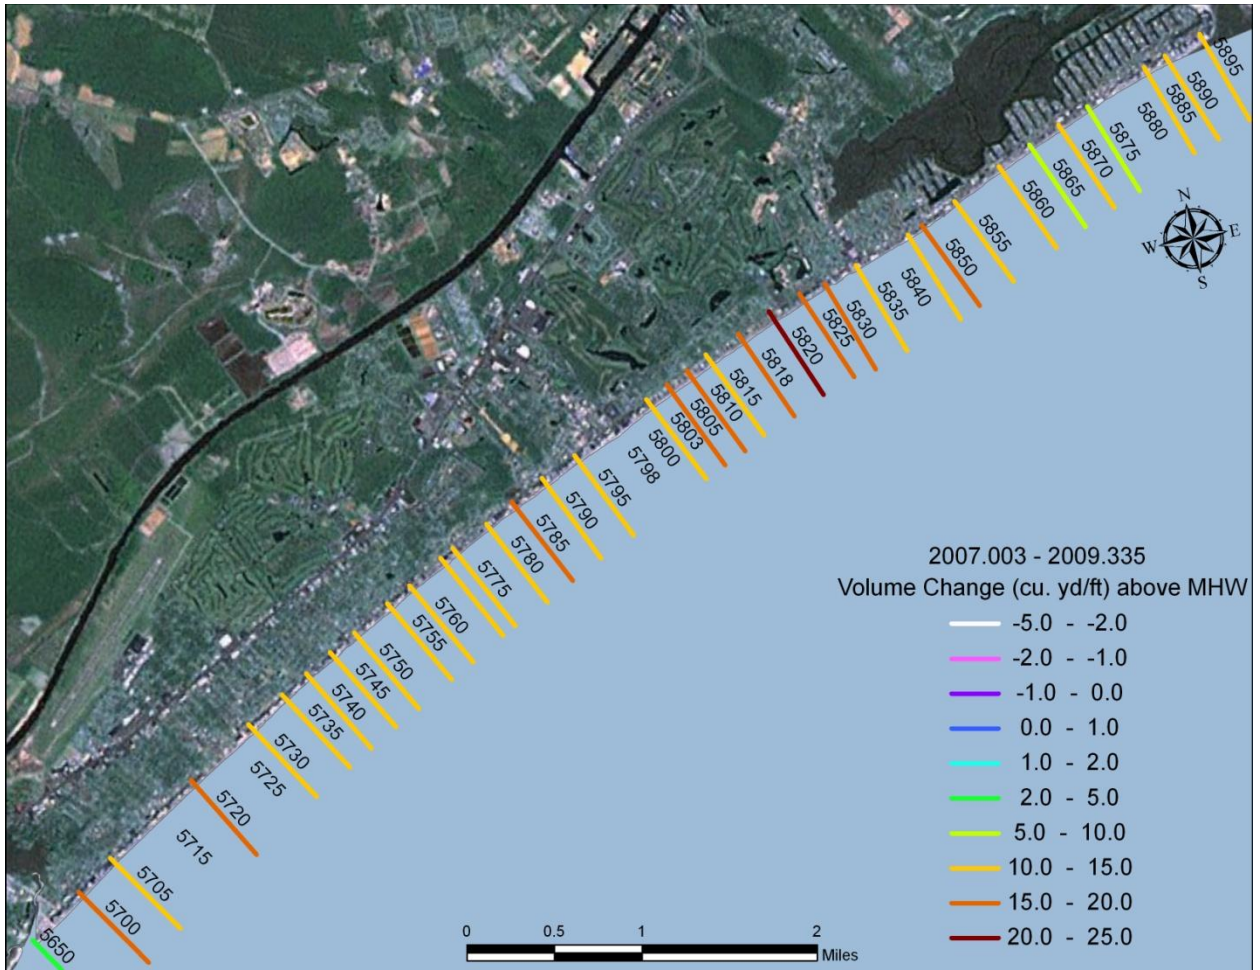 5895
5890
5885
5880
5875
5870
5865
5860
5855
5850
5840
5835
5830
5825
5820
5818
5815
5810
5805
5803
5800
5798
5795
5790
5785
5780
5775
5760
5755
5750
5745
5740
5735
5730
5725
5720
5715
5705
5700
5650
N
W E
S
2007.003 - 2009.335
Volume Change (cu. yd/ft) above MHW
-5.0 - -2.0
-2.0 - -1.0
-1.0 - 0.0
0.0 - 1.0
1.0 - 2.0
2.0 - 5.0
5.0 - 10.0
10.0 - 15.0
15.0 - 20.0
20.0 - 25.0
0 0.5 1 2
Miles